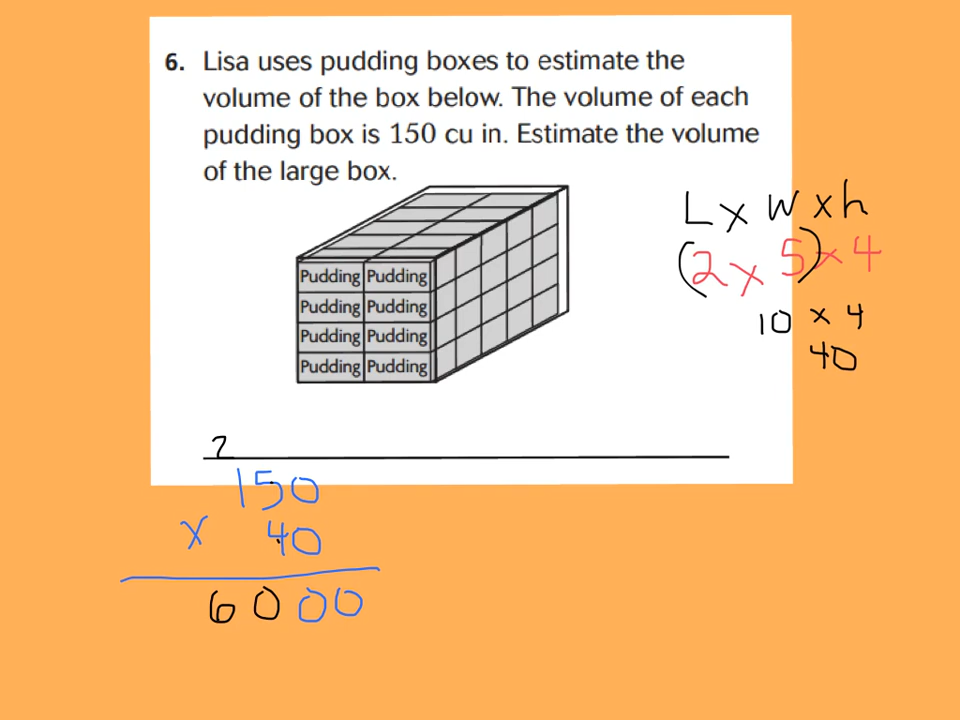 6. Lisa uses pudding boxes to estimate the
volume of the box below. The volume of each
pudding box is 150 cu in. Estimate the volume
of the large box.
L x W x h
(2 x 5) x 4
10 x 4
40
Pudding Pudding
Pudding Pudding
Pudding Pudding
Pudding Pudding
2
150
x 40
6000